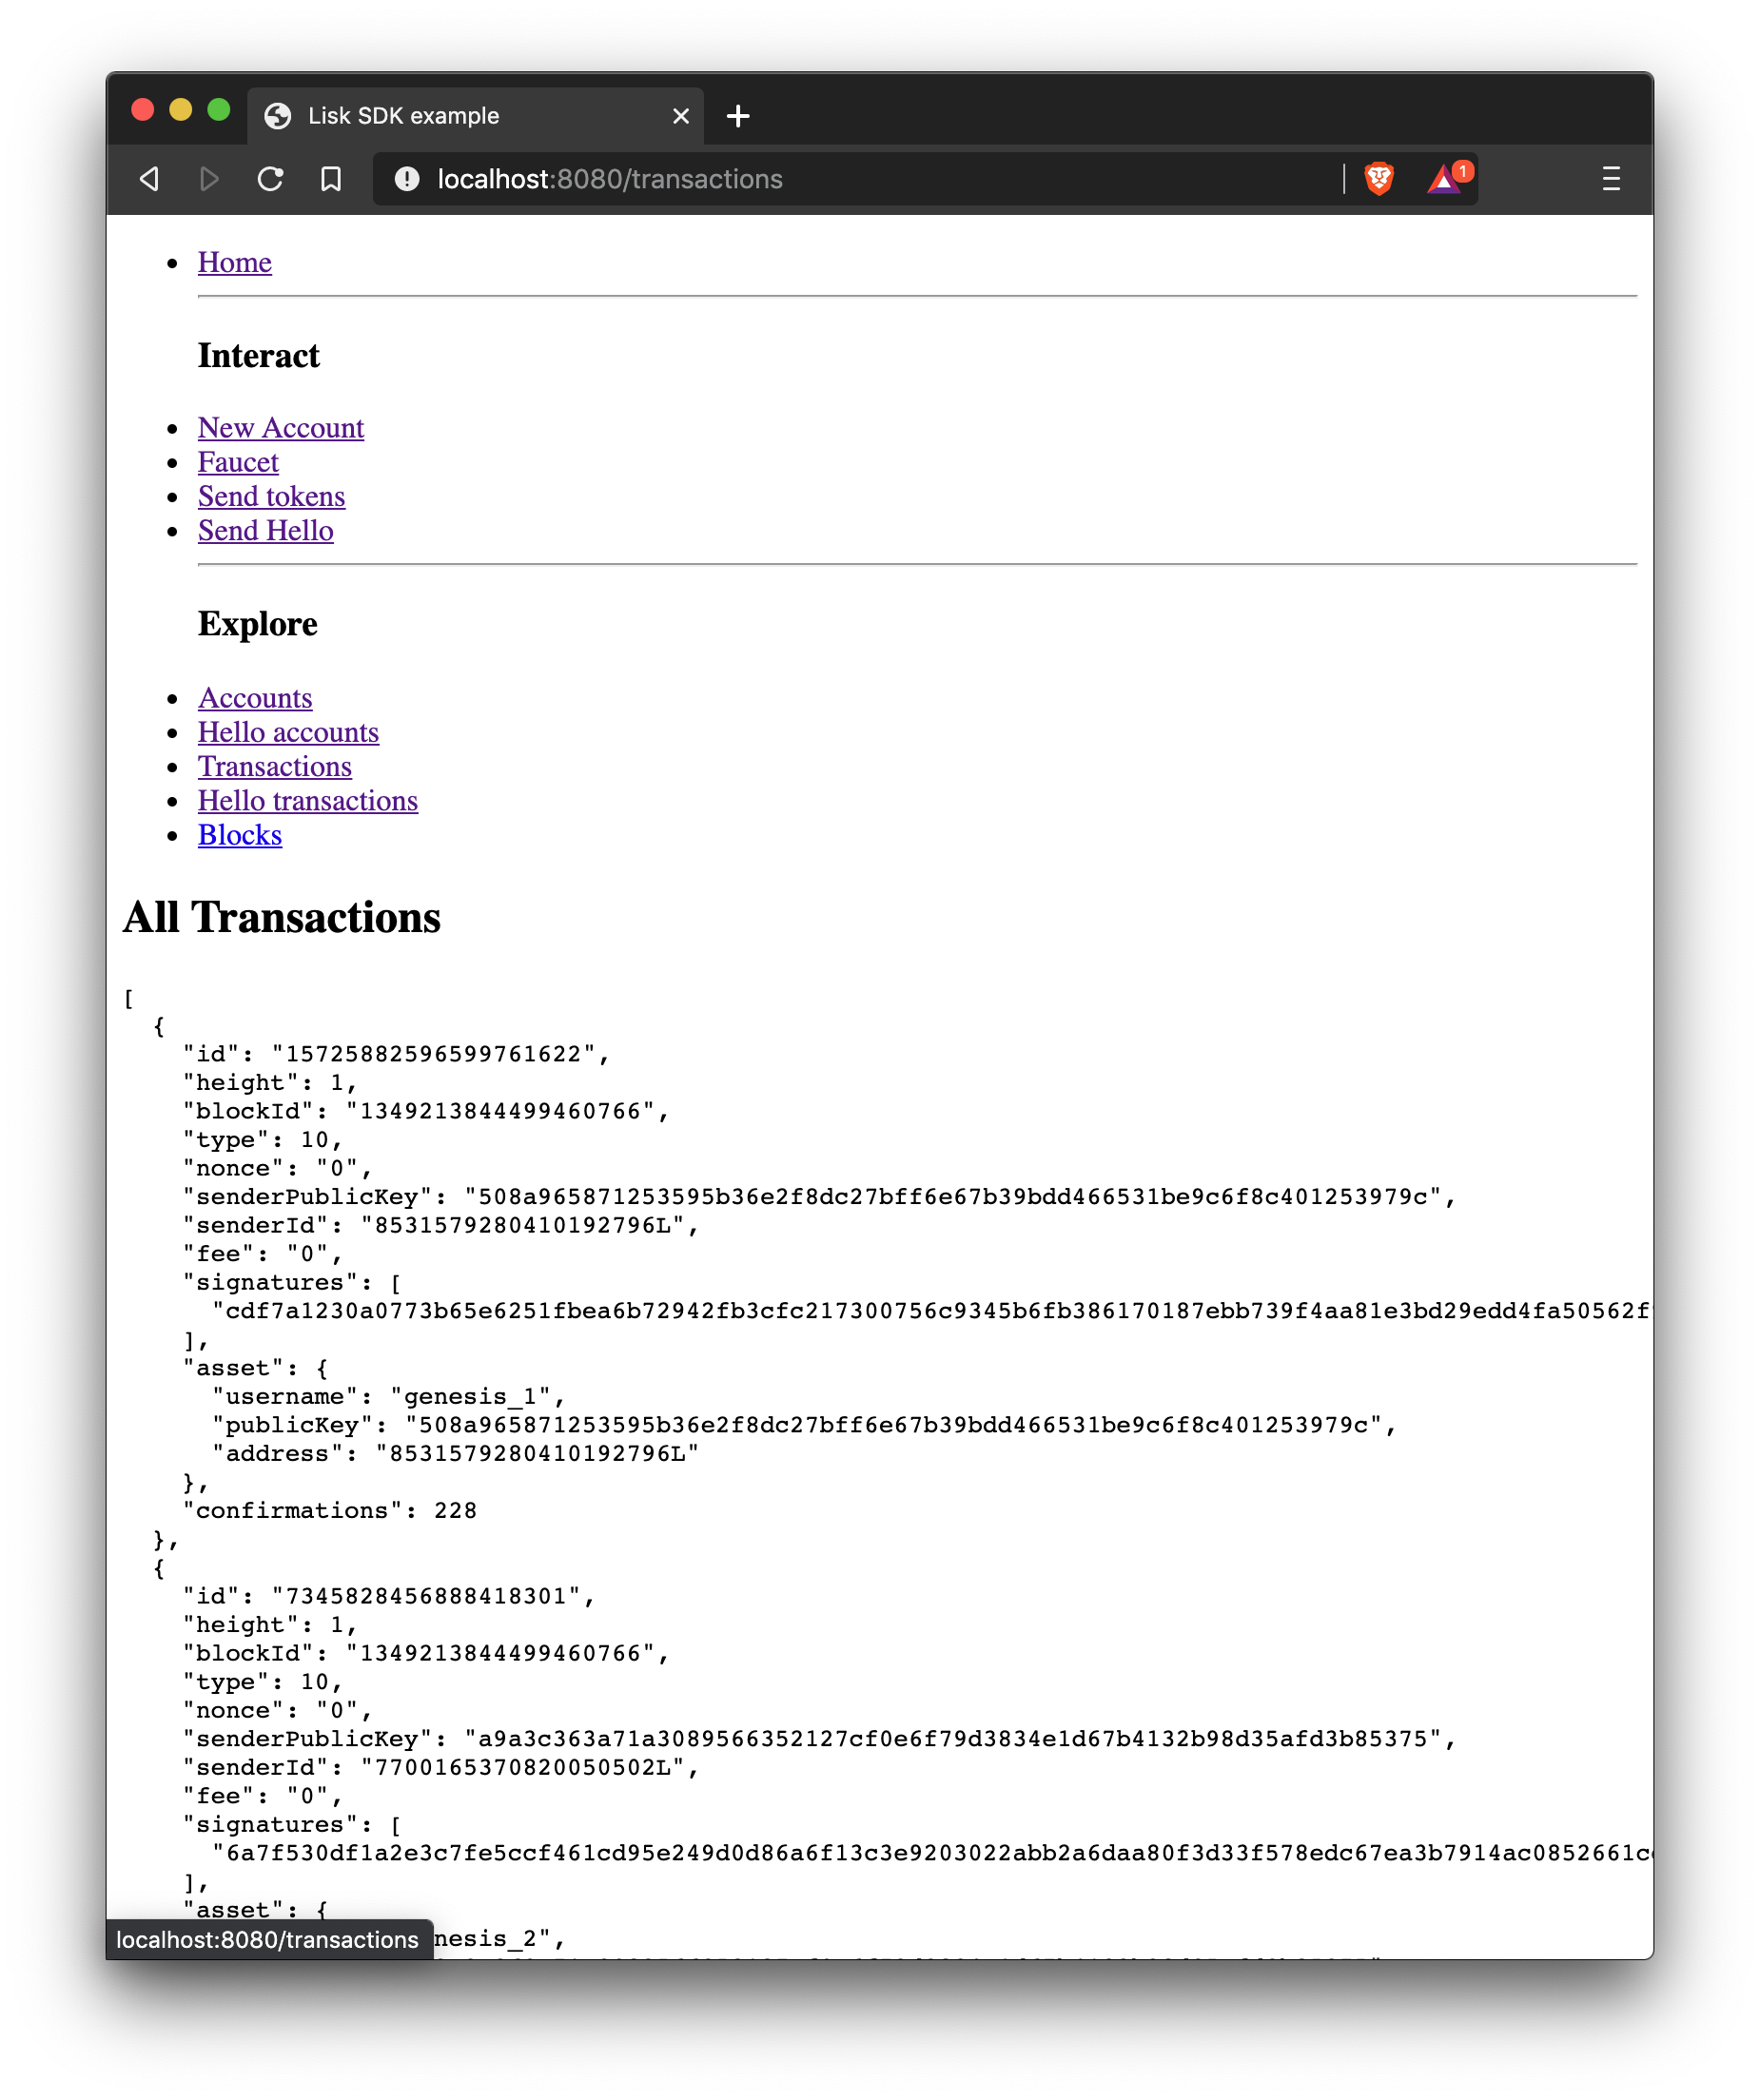 Lisk SDK example
localhost:8080/transactions
1
Home
Interact
New Account
Faucet
Send tokens
Send Hello
Explore
Accounts
Hello accounts
Transactions
Hello transactions
Blocks
All Transactions
[
{
"id": "15725882596599761622",
"height": 1,
"blockId": "1349213844499460766",
"type": 10,
"nonce": "0",
"senderPublicKey": "508a965871253595b36e2f8dc27bff6e67b39bdd466531be9c6f8c401253979c",
"senderId": "8531579280410192796L",
"fee": "0",
"signatures": [
"cdf7a1230a0773b65e6251fbea6b72942fb3cfc217300756c9345b6fb386170187ebb739f4aa81e3bd29edd4fa50562f
],
"asset": {
"username": "genesis_1",
"publicKey": "508a965871253595b36e2f8dc27bff6e67b39bdd466531be9c6f8c401253979c",
"address": "8531579280410192796L"
},
"confirmations": 228
},
{
"id": "7345828456888418301",
"height": 1,
"blockId": "1349213844499460766",
"type": 10,
"nonce": "0",
"senderPublicKey": "a9a3c363a71a3089566352127cf0e6f79d3834e1d67b4132b98d35afd3b85375",
"senderId": "7700165370820050502L",
"fee": "0",
"signatures": [
"6a7f530df1a2e3c7fe5ccf461cd95e249d0d86a6f13c3e9203022abb2a6daa80f3d33f578edc67ea3b7914ac0852661c
],
"asset": {
nesis_2",
localhost:8080/transactions